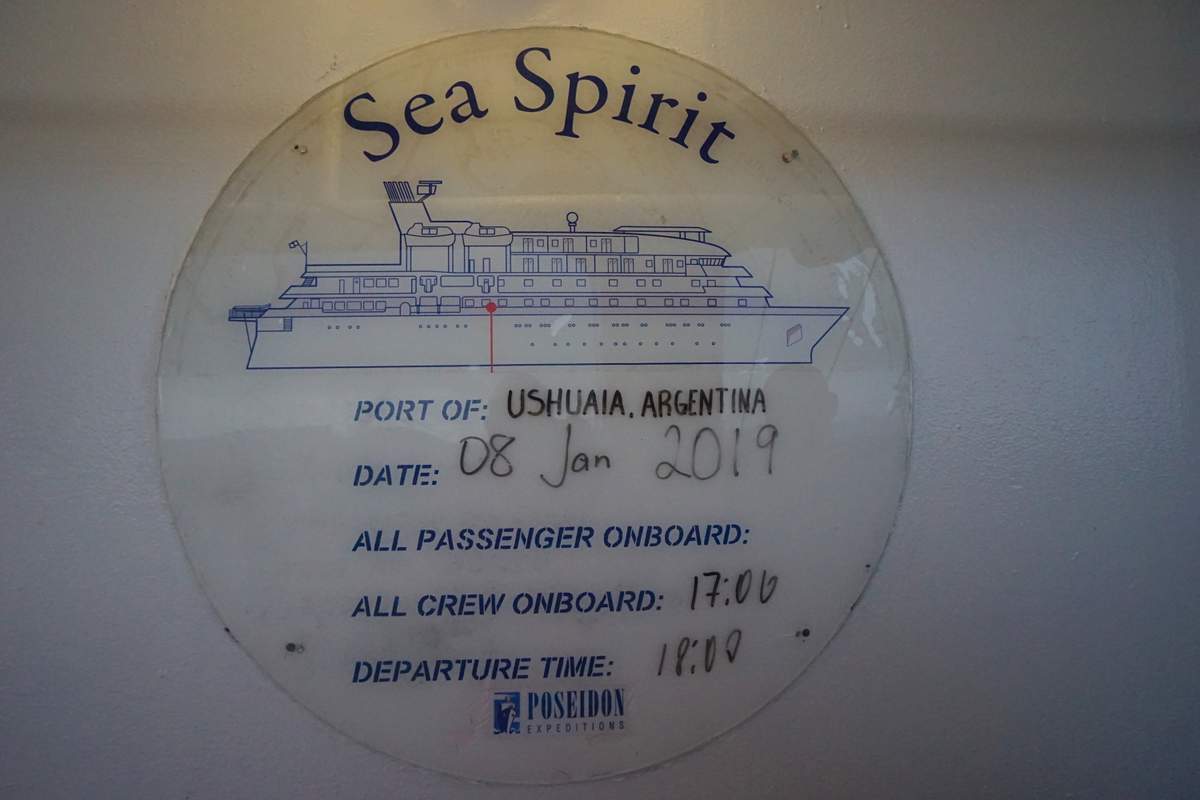 Sea Spirit
PORT OF: USHUAIA, ARGENTINA
DATE: 08 Jan 2019
ALL PASSENGER ONBOARD:
ALL CREW ONBOARD: 17:00
DEPARTURE TIME: 18:00
POSEIDON
EXPEDITIONS